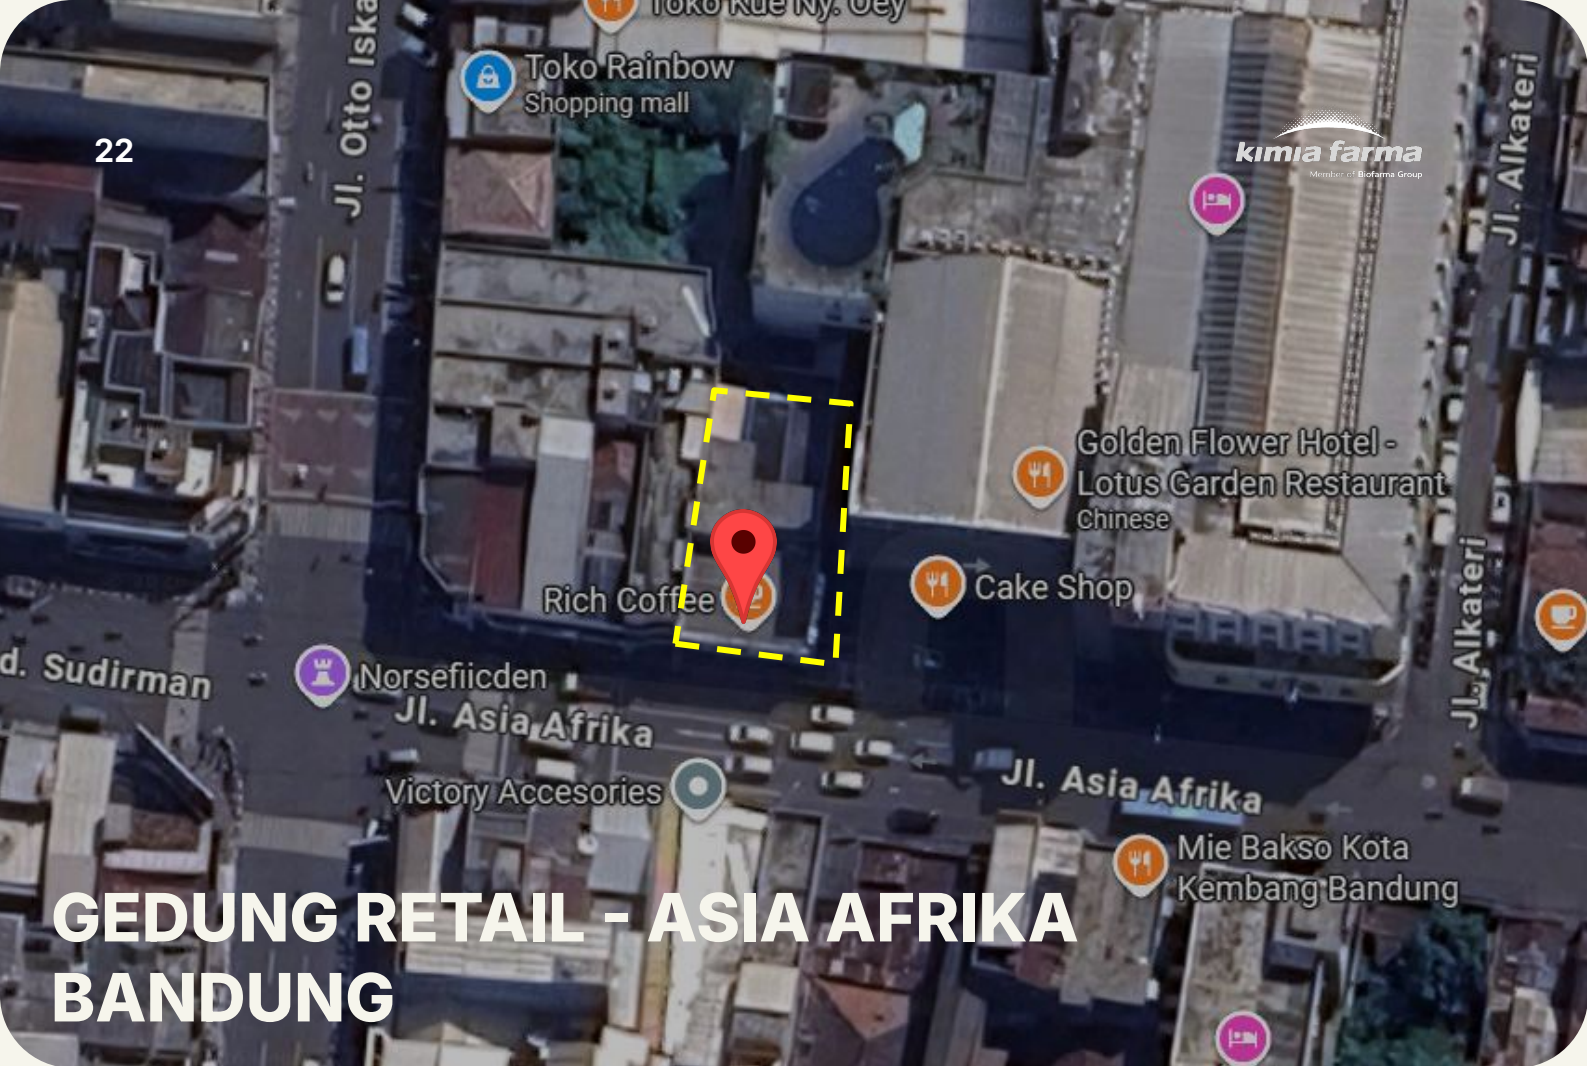 Toko Kue Ny. Oey
Toko Rainbow
Shopping mall
Jl. Otto Iska
22
kimia farma
Member of Biofarma Group
Jl. Alkateri
Golden Flower Hotel -
Lotus Garden Restaurant
Chinese
Rich Coffee
Cake Shop
Jl. Alkateri
d. Sudirman
Norsefiicden
Jl. Asia Afrika
Victory Accesories
Jl. Asia Afrika
Mie Bakso Kota
Kembang Bandung
GEDUNG RETAIL - ASIA AFRIKA
BANDUNG